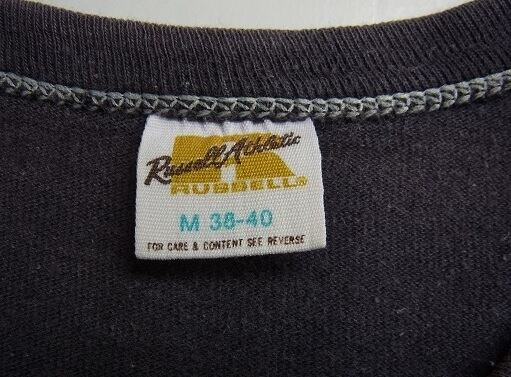 Russell Athletic
RUSSELL®
M 38-40
FOR CARE & CONTENT SEE REVERSE